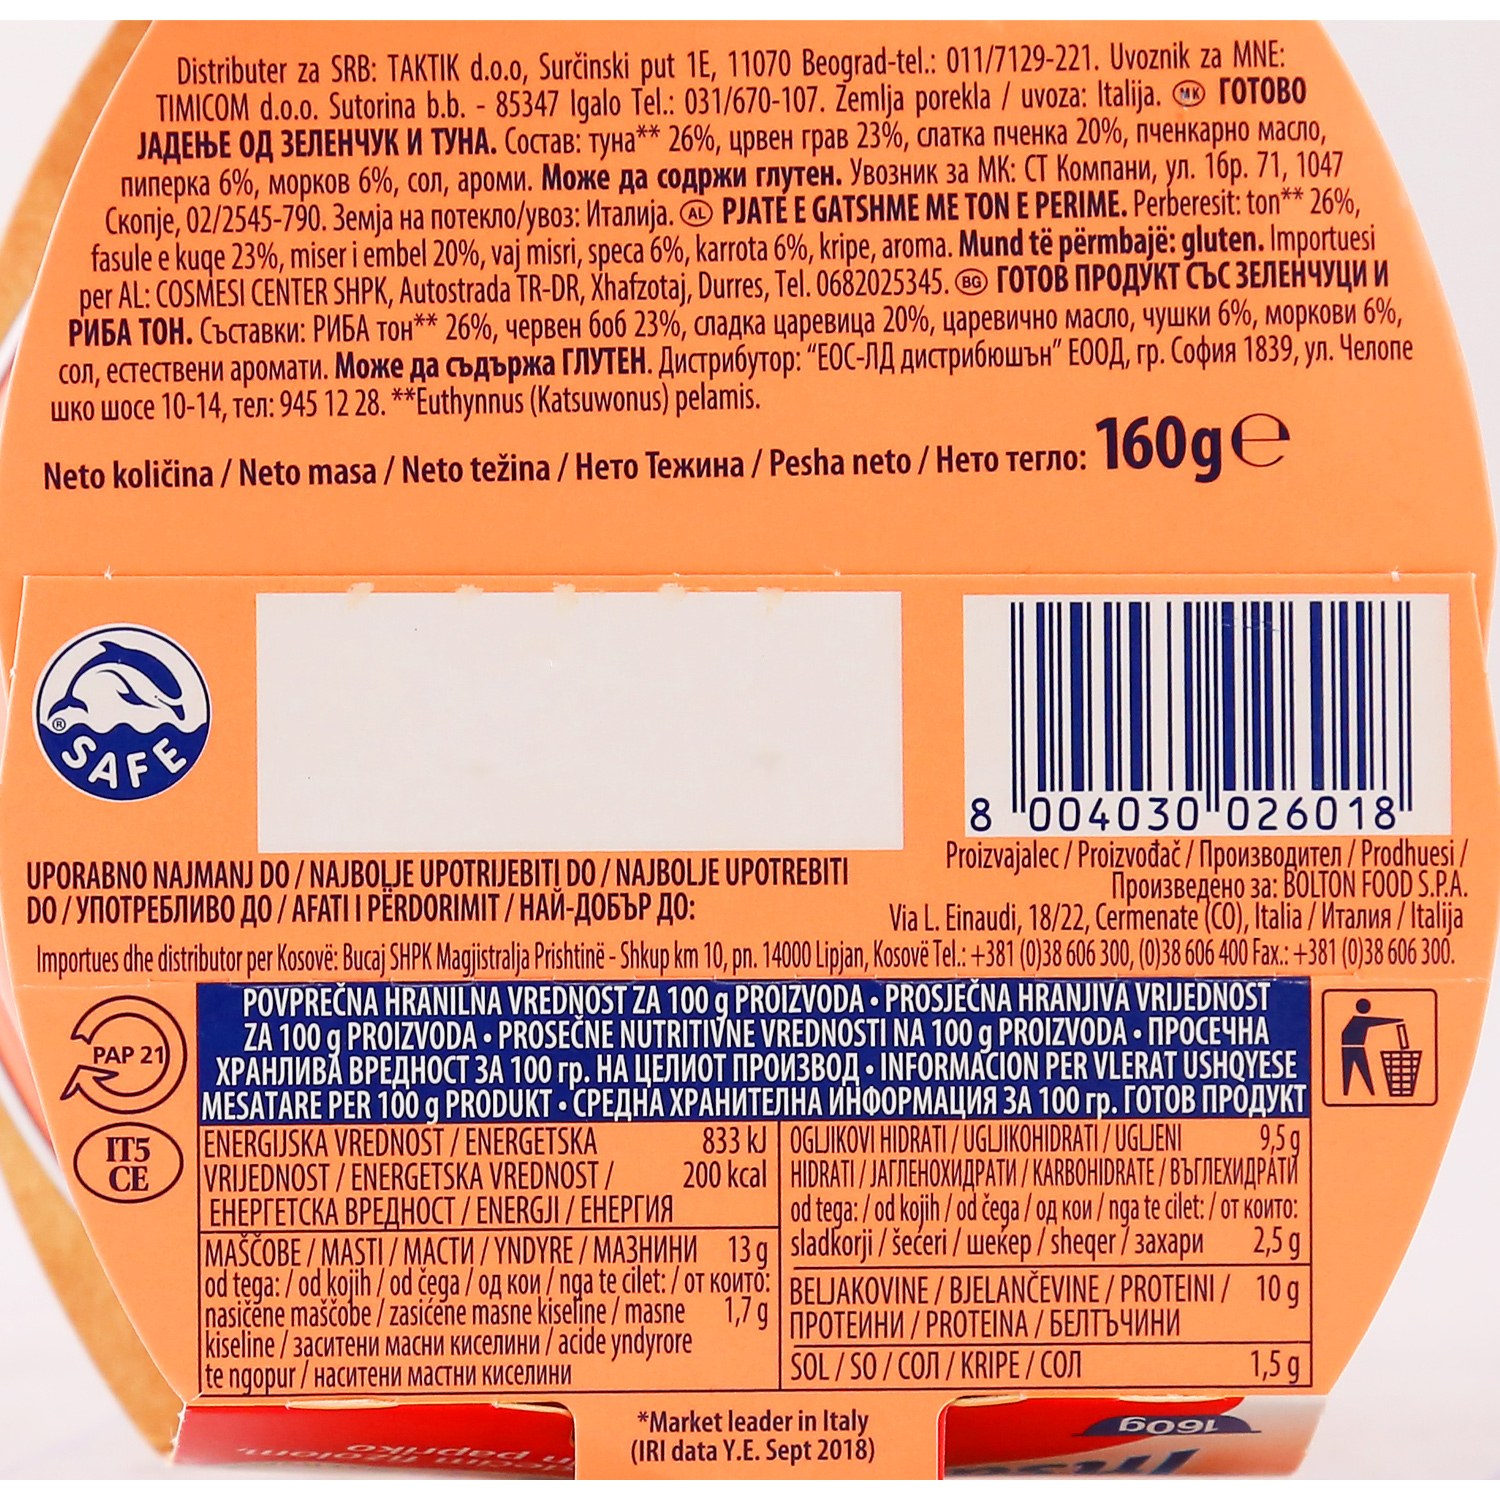 Distributer za SRB: TAKTIK d.o.o, Surčinski put 1E, 11070 Beograd-tel.: 011/7129-221. Uvoznik za MNE:
TIMICOM d.o.o. Sutorina b.b. - 85347 Igalo Tel.: 031/670-107. Zemlja porekla / uvoza: Italija. MK ГОТОВО
ЈАДЕЊЕ ОД ЗЕЛЕНЧУК И ТУНА. Состав: туна** 26%, црвен грав 23%, слатка пченка 20%, пченкарно масло,
пиперка 6%, морков 6%, сол, ароми. Може да содржи глутен. Увозник за МК: СТ Компани, ул. 16р. 71, 1047
Скопје, 02/2545-790. Земја на потекло/увоз: Италија. AL PJATE E GATSHME ME TON E PERIME. Perberesit: ton** 26%,
fasule e kuqe 23%, miser i embel 20%, vaj misri, speca 6%, karrota 6%, kripe, aroma. Mund të përmbajë: gluten. Importuesi
per AL: COSMESI CENTER SHPK, Autostrada TR-DR, Xhafzotaj, Durres, Tel. 0682025345. BG ГОТОВ ПРОДУКТ СЪС ЗЕЛЕНЧУЦИ И
РИБА ТОН. Съставки: РИБА тон** 26%, червен боб 23%, сладка царевица 20%, царевично масло, чушки 6%, моркови 6%,
сол, естествени аромати. Може да съдържа ГЛУТЕН. Дистрибутор: "ЕОС-ЛД дистрибюшън" ЕООД, гр. София 1839, ул. Челопе
шко шосе 10-14, тел: 945 12 28. **Euthynnus (Katsuwonus) pelamis.
Neto količina / Neto masa / Neto težina / Нето Тежина / Pesha neto / Нето тегло: 160g ℮
® SAFE
8 004030 026018
UPORABNO NAJMANJ DO / NAJBOLJE UPOTRIJEBITI DO / NAJBOLJE UPOTREBITI
DO / УПОТРЕБЛИВО ДО / AFATI I PËRDORIMIT / НАЙ-ДОБЪР ДО:
Proizvajalec / Proizvođač / Производител / Prodhuesi /
Произведено за: BOLTON FOOD S.P.A.
Via L. Einaudi, 18/22, Cermenate (CO), Italia / Италия / Italija
Importues dhe distributor per Kosovë: Bucaj SHPK Magjistralja Prishtinë - Shkup km 10, pn. 14000 Lipjan, Kosovë Tel.: +381 (0)38 606 300, (0)38 606 400 Fax.: +381 (0)38 606 300.
PAP 21
IT5
CE
POVPREČNA HRANILNA VREDNOST ZA 100 g PROIZVODA • PROSJEČNA HRANJIVA VRIJEDNOST
ZA 100 g PROIZVODA • PROSEČNE NUTRITIVNE VREDNOSTI NA 100 g PROIZVODA • ПРОСЕЧНА
ХРАНЛИВА ВРЕДНОСТ ЗА 100 гр. НА ЦЕЛИОТ ПРОИЗВОД • INFORMACION PER VLERAT USHQYESE
MESATARE PER 100 g PRODUKT • СРЕДНА ХРАНИТЕЛНА ИНФОРМАЦИЯ ЗА 100 гр. ГОТОВ ПРОДУКТ
ENERGIJSKA VREDNOST / ENERGETSKA 833 kJ
VRIJEDNOST / ENERGETSKA VREDNOST / 200 kcal
ЕНЕРГЕТСКА ВРЕДНОСТ / ENERGJI / ЕНЕРГИЯ
MAŠČOBE / MASTI / МАСТИ / YNDYRE / МАЗНИНИ 13 g
od tega: / od kojih / od čega / од кои / nga te cilet: / от които:
nasičene maščobe / zasićene masne kiseline / masne 1,7 g
kiseline / заситени масни киселини / acide yndyrore
te ngopur / наситени мастни киселини
OGLJIKOVI HIDRATI / UGLJIKOHIDRATI / UGLJENI 9,5 g
HIDRATI / ЈАГЛЕНОХИДРАТИ / KARBOHIDRATE / ВЪГЛЕХИДРАТИ
od tega: / od kojih / od čega / од кои / nga te cilet: / от които:
sladkorji / šećeri / шеќер / sheqer / захари 2,5 g
BELJAKOVINE / BJELANČEVINE / PROTEINI / 10 g
ПРОТЕИНИ / PROTEINA / БЕЛТЪЧИНИ
SOL / SO / СОЛ / KRIPE / СОЛ 1,5 g
*Market leader in Italy
(IRI data Y.E. Sept 2018)
160g
papriko